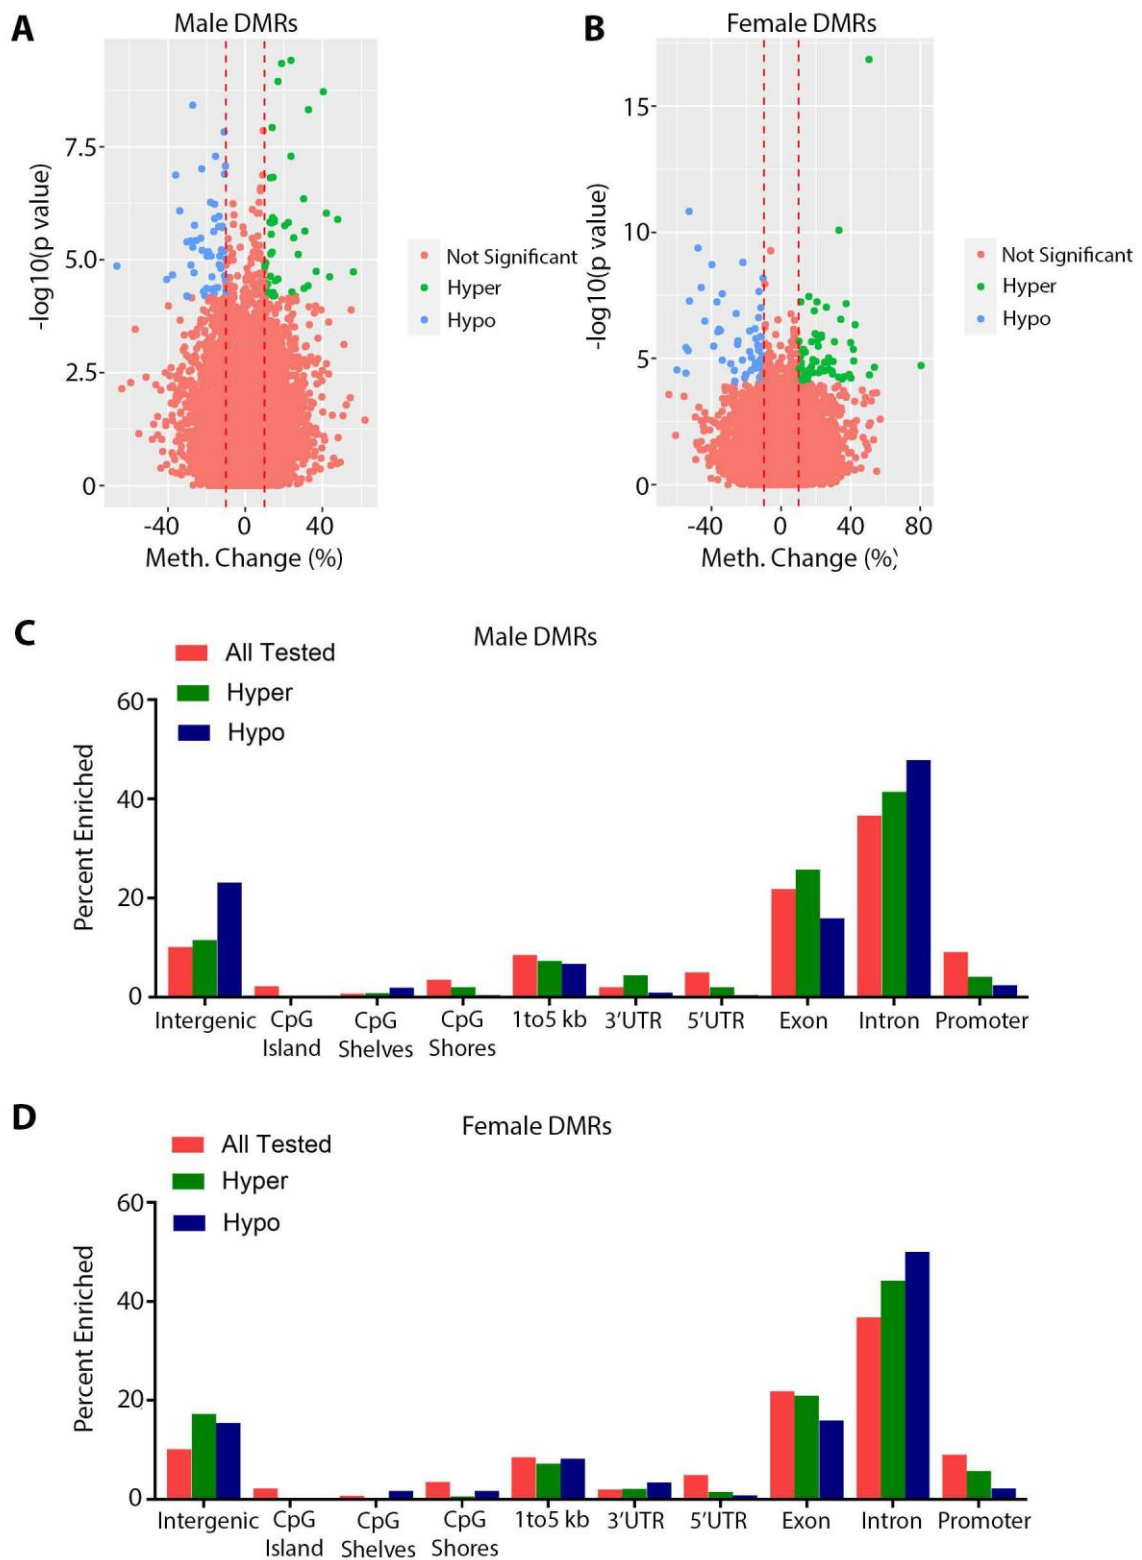 A
Male DMRs
-log10(p value)
7.5
5.0
2.5
0
-40 0 40
Meth. Change (%)
Not Significant
Hyper
Hypo
B
Female DMRs
-log10(p value)
15
10
5
0
-40 0 40 80
Meth. Change (%)
Not Significant
Hyper
Hypo
C
Male DMRs
All Tested
Hyper
Hypo
Percent Enriched
60
40
20
0
Intergenic CpG Island CpG Shelves CpG Shores 1to5 kb 3’UTR 5’UTR Exon Intron Promoter
D
Female DMRs
All Tested
Hyper
Hypo
Percent Enriched
60
40
20
0
Intergenic CpG Island CpG Shelves CpG Shores 1to5 kb 3’UTR 5’UTR Exon Intron Promoter